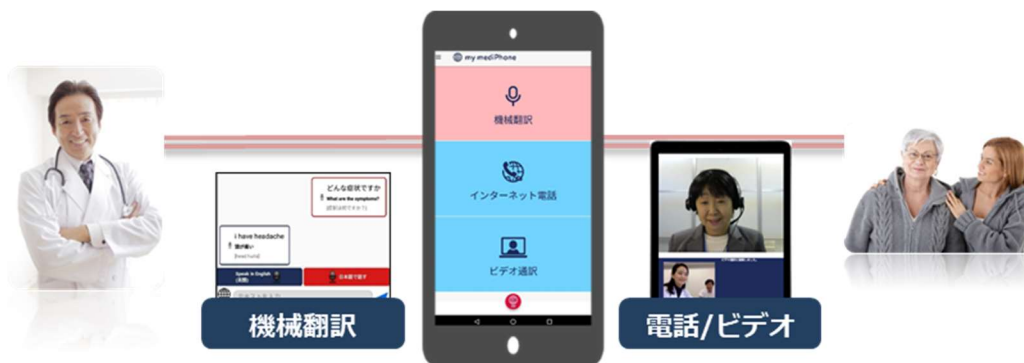 my mediPhone
機械翻訳
インターネット電話
ビデオ通訳
どんな症状ですか
What are the symptoms?
i have headache
頭が痛い
Speak in English
(英語)
日本語で話す
機械翻訳
電話/ビデオ